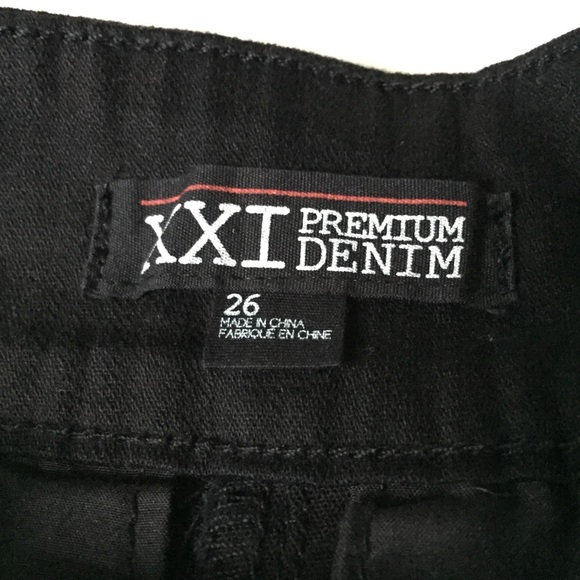 XXI PREMIUM
DENIM
26
MADE IN CHINA
FABRIQUÉ EN CHINE